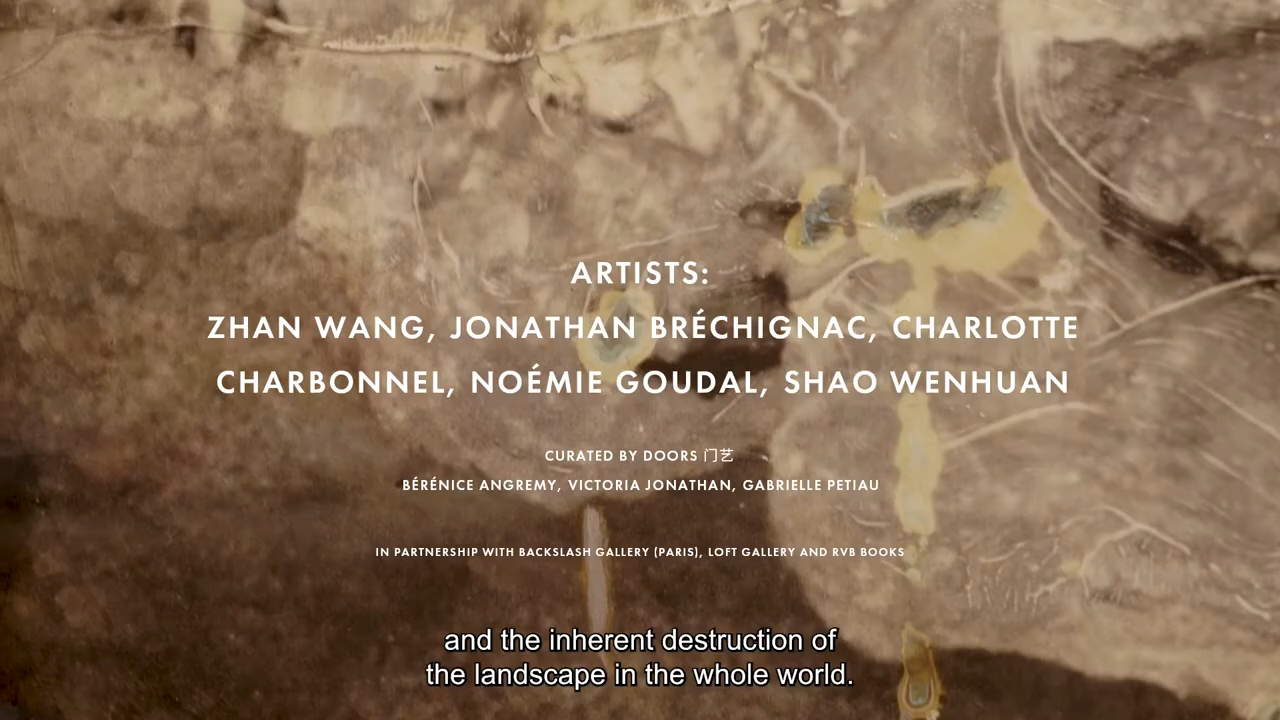 ARTISTS:
ZHAN WANG, JONATHAN BRÉCHIGNAC, CHARLOTTE
CHARBONNEL, NOÉMIE GOUDAL, SHAO WENHUAN
CURATED BY DOORS 门艺
BÉRÉNICE ANGREMY, VICTORIA JONATHAN, GABRIELLE PETIAU
IN PARTNERSHIP WITH BACKSLASH GALLERY (PARIS), LOFT GALLERY AND RVB BOOKS
and the inherent destruction of
the landscape in the whole world.